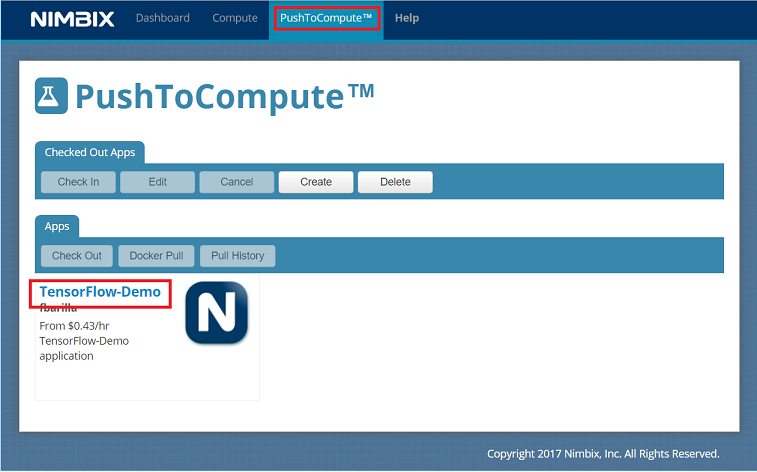 NIMBIX Dashboard Compute PushToCompute™ Help
PushToCompute™
Checked Out Apps
Check In Edit Cancel Create Delete
Apps
Check Out Docker Pull Pull History
TensorFlow-Demo
fbarilla
From $0.43/hr
TensorFlow-Demo
application
N
Copyright 2017 Nimbix, Inc. All Rights Reserved.